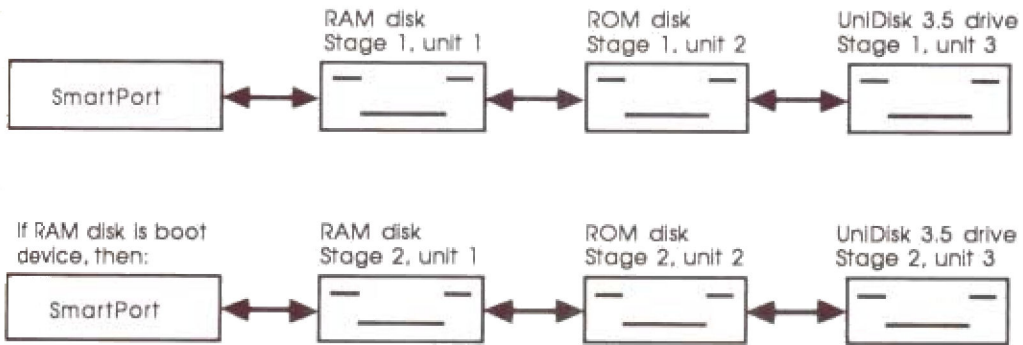 RAM disk
Stage 1, unit 1
ROM disk
Stage 1, unit 2
UniDisk 3.5 drive
Stage 1, unit 3
SmartPort
If RAM disk is boot
device, then:
RAM disk
Stage 2, unit 1
ROM disk
Stage 2, unit 2
UniDisk 3.5 drive
Stage 2, unit 3
SmartPort